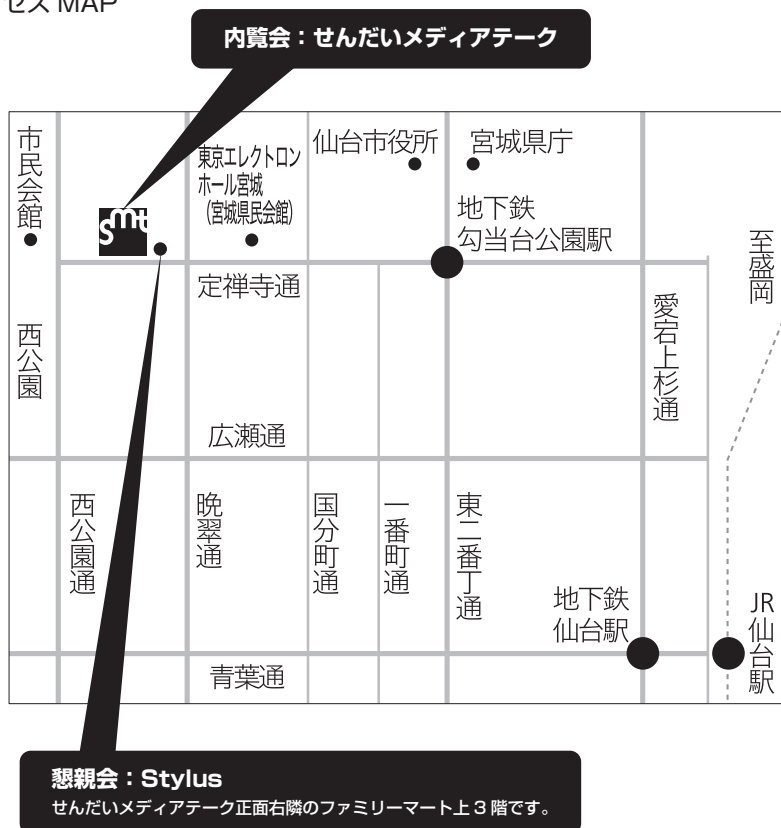 セス MAP
内覧会：せんだいメディアテーク
市民会館
smt
東京エレクトロン
ホール宮城
（宮城県民会館）
仙台市役所
宮城県庁
地下鉄
勾当台公園駅
定禅寺通
至盛岡
西公園
愛宕上杉通
広瀬通
西公園通
晩翠通
国分町通
一番町通
東二番丁通
地下鉄
仙台駅
JR仙台駅
青葉通
懇親会：Stylus
せんだいメディアテーク正面右隣のファミリーマート上 3 階です。